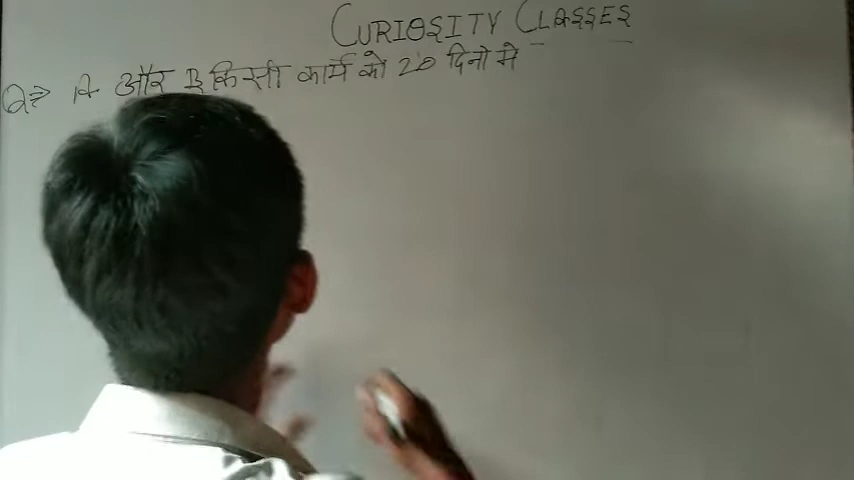 CURIOSITY CLASSES
Q⇒ A और B किसी कार्य को 20 दिनो मे